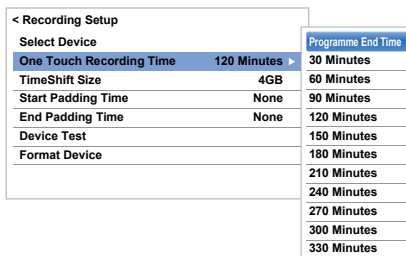 < Recording Setup
Select Device
One Touch Recording Time 120 Minutes
TimeShift Size 4GB
Start Padding Time None
End Padding Time None
Device Test
Format Device
Programme End Time
30 Minutes
60 Minutes
90 Minutes
120 Minutes
150 Minutes
180 Minutes
210 Minutes
240 Minutes
270 Minutes
300 Minutes
330 Minutes